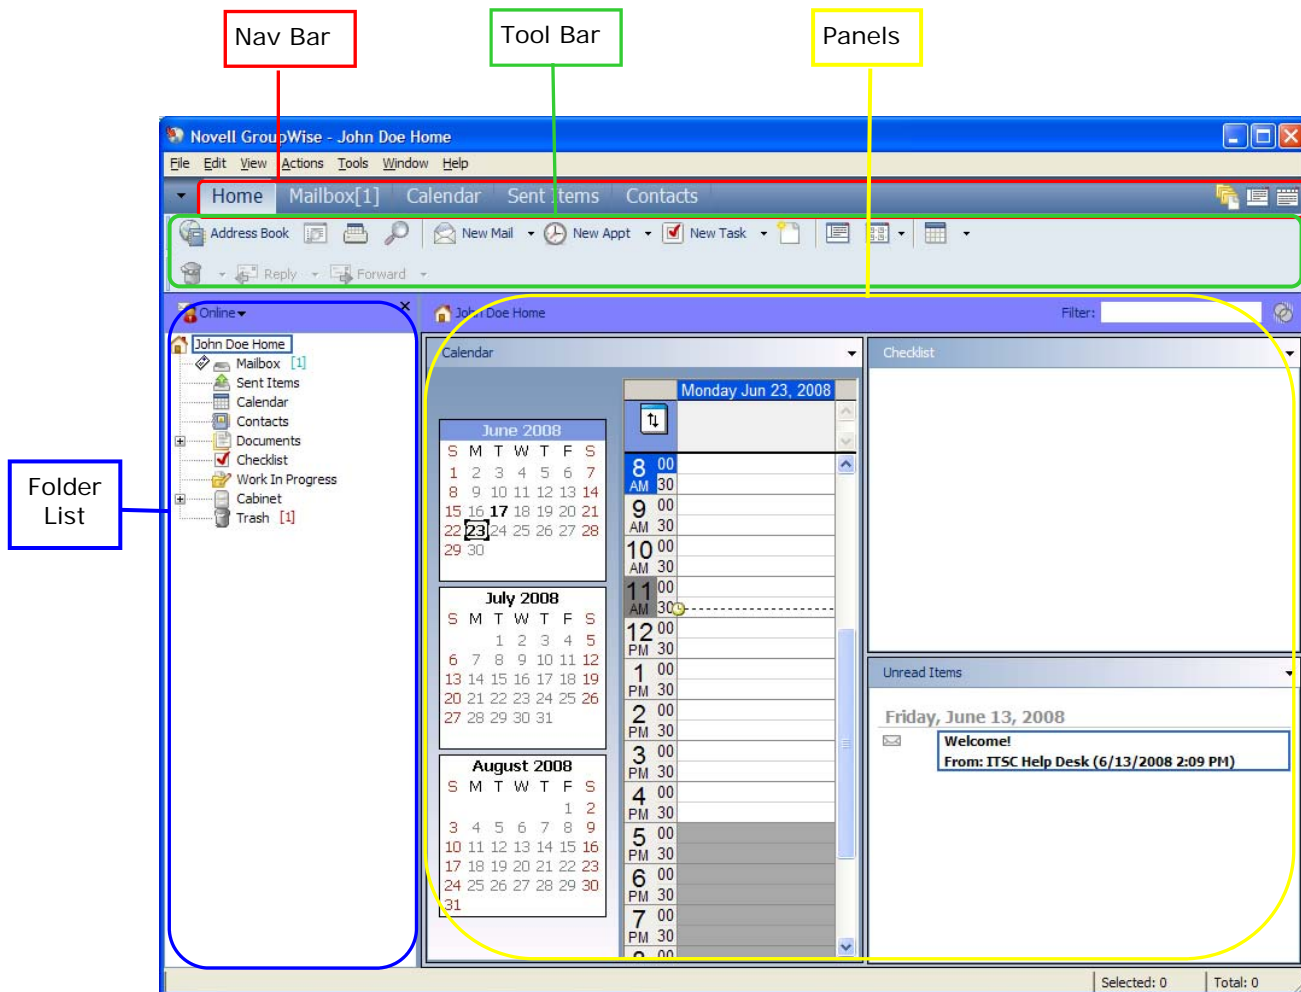 Nav Bar
Tool Bar
Panels
Novell GroupWise - John Doe Home
File Edit View Actions Tools Window Help
Home Mailbox[1] Calendar Sent Items Contacts
Address Book New Mail New Appt New Task
Reply Forward
Online
John Doe Home
Filter:
John Doe Home
Mailbox [1]
Sent Items
Calendar
Contacts
Documents
Checklist
Work In Progress
Cabinet
Trash [1]
Folder
List
Calendar
Monday Jun 23, 2008
June 2008
S M T W T F S
1 2 3 4 5 6 7
8 9 10 11 12 13 14
15 16 17 18 19 20 21
22 23 24 25 26 27 28
29 30
July 2008
S M T W T F S
1 2 3 4 5
6 7 8 9 10 11 12
13 14 15 16 17 18 19
20 21 22 23 24 25 26
27 28 29 30 31
August 2008
S M T W T F S
1 2
3 4 5 6 7 8 9
10 11 12 13 14 15 16
17 18 19 20 21 22 23
24 25 26 27 28 29 30
31
8 00
AM 30
9 00
AM 30
10 00
AM 30
11 00
AM 30
12 00
PM 30
1 00
PM 30
2 00
PM 30
3 00
PM 30
4 00
PM 30
5 00
PM 30
6 00
PM 30
7 00
PM 30
Checklist
Unread Items
Friday, June 13, 2008
Welcome!
From: ITSC Help Desk (6/13/2008 2:09 PM)
Selected: 0 Total: 0